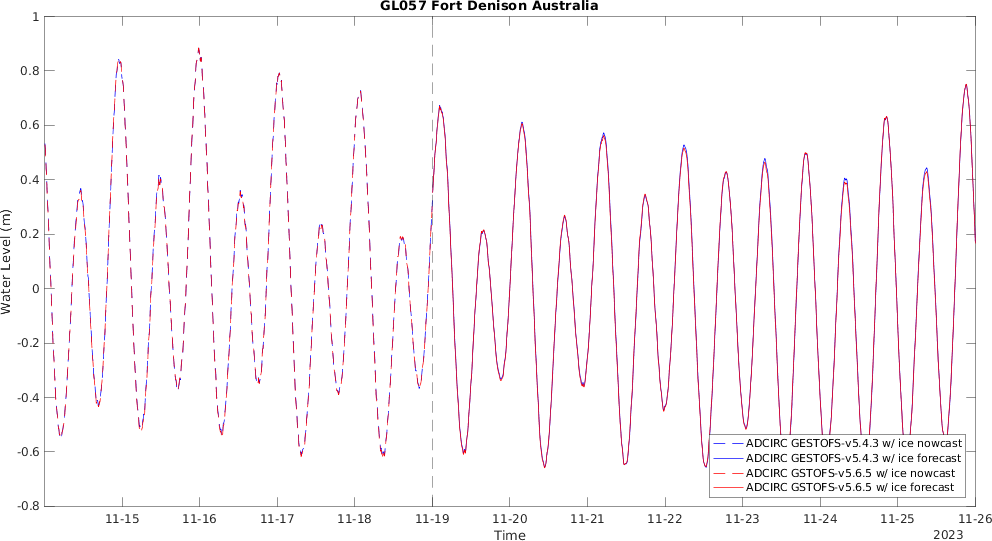 GL057 Fort Denison Australia
1
0.8
0.6
0.4
0.2
0
-0.2
-0.4
-0.6
-0.8
Water Level (m)
ADCIRC GESTOFS-v5.4.3 w/ ice nowcast
ADCIRC GESTOFS-v5.4.3 w/ ice forecast
ADCIRC GSTOFS-v5.6.5 w/ ice nowcast
ADCIRC GSTOFS-v5.6.5 w/ ice forecast
11-15 11-16 11-17 11-18 11-19 11-20 11-21 11-22 11-23 11-24 11-25 11-26
Time
2023